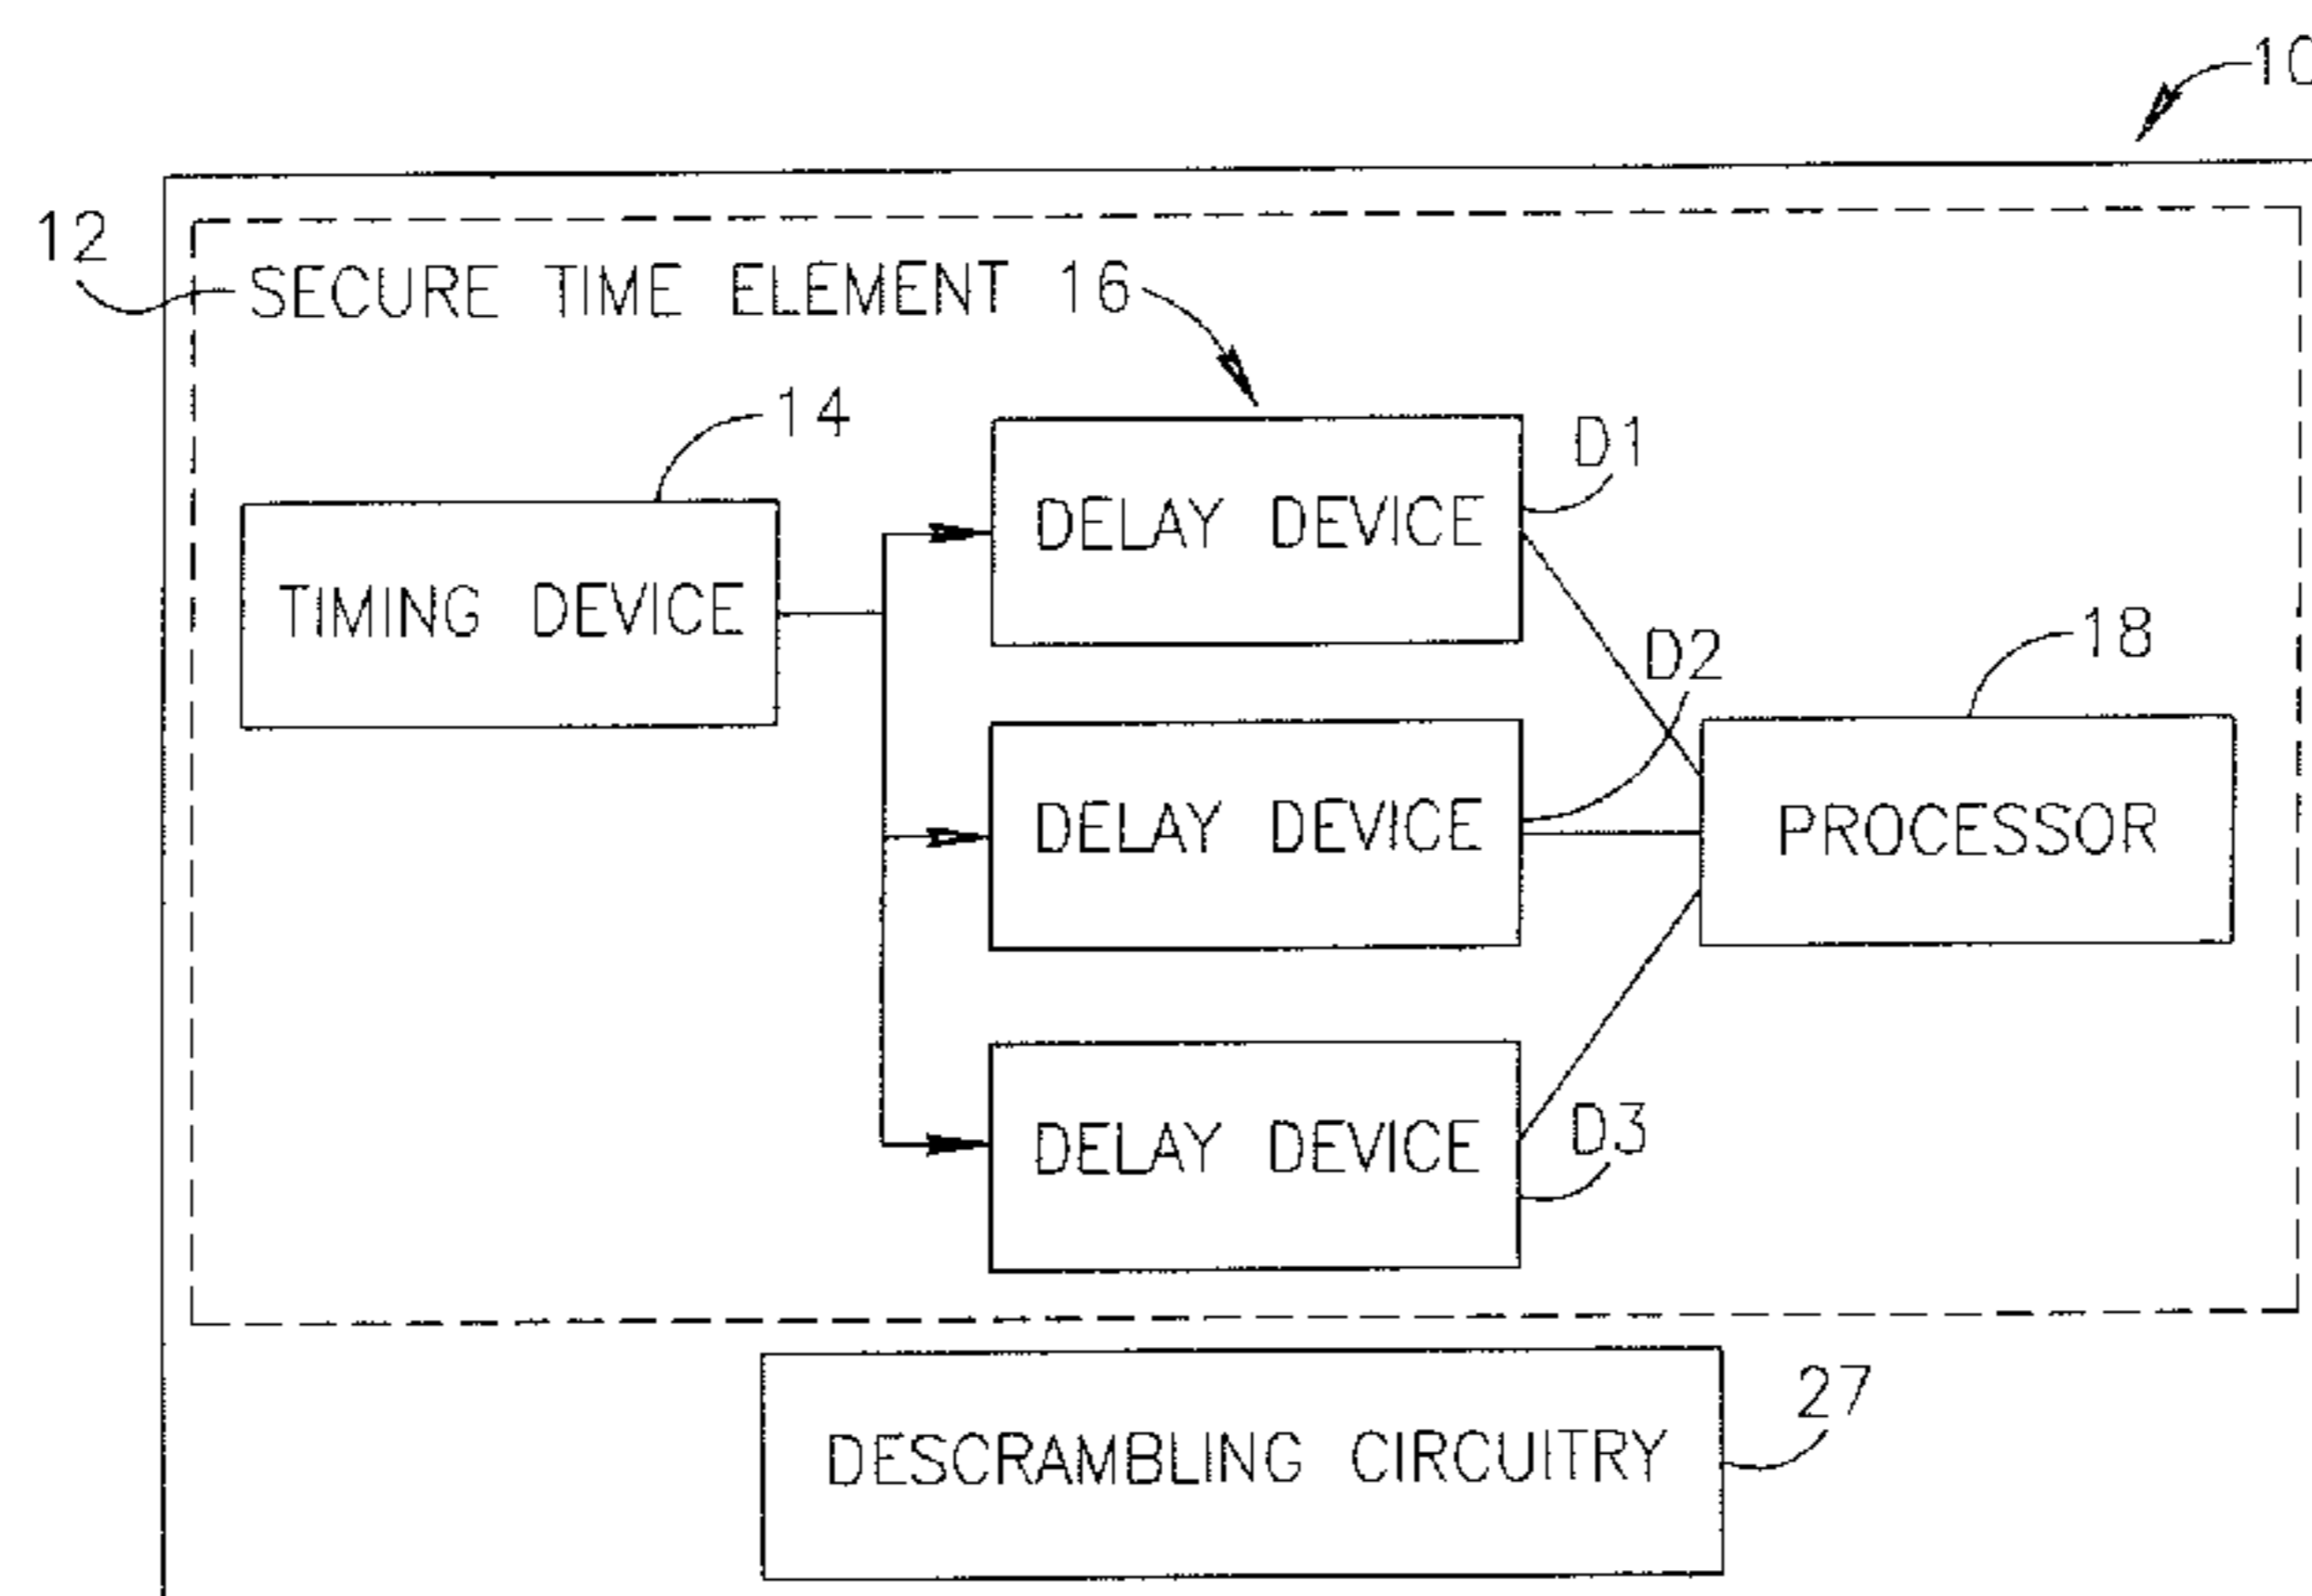 10
12
SECURE TIME ELEMENT 16
14
D1
DELAY DEVICE
TIMING DEVICE
D2
18
DELAY DEVICE
PROCESSOR
D3
DELAY DEVICE
27
DESCRAMBLING CIRCUITRY